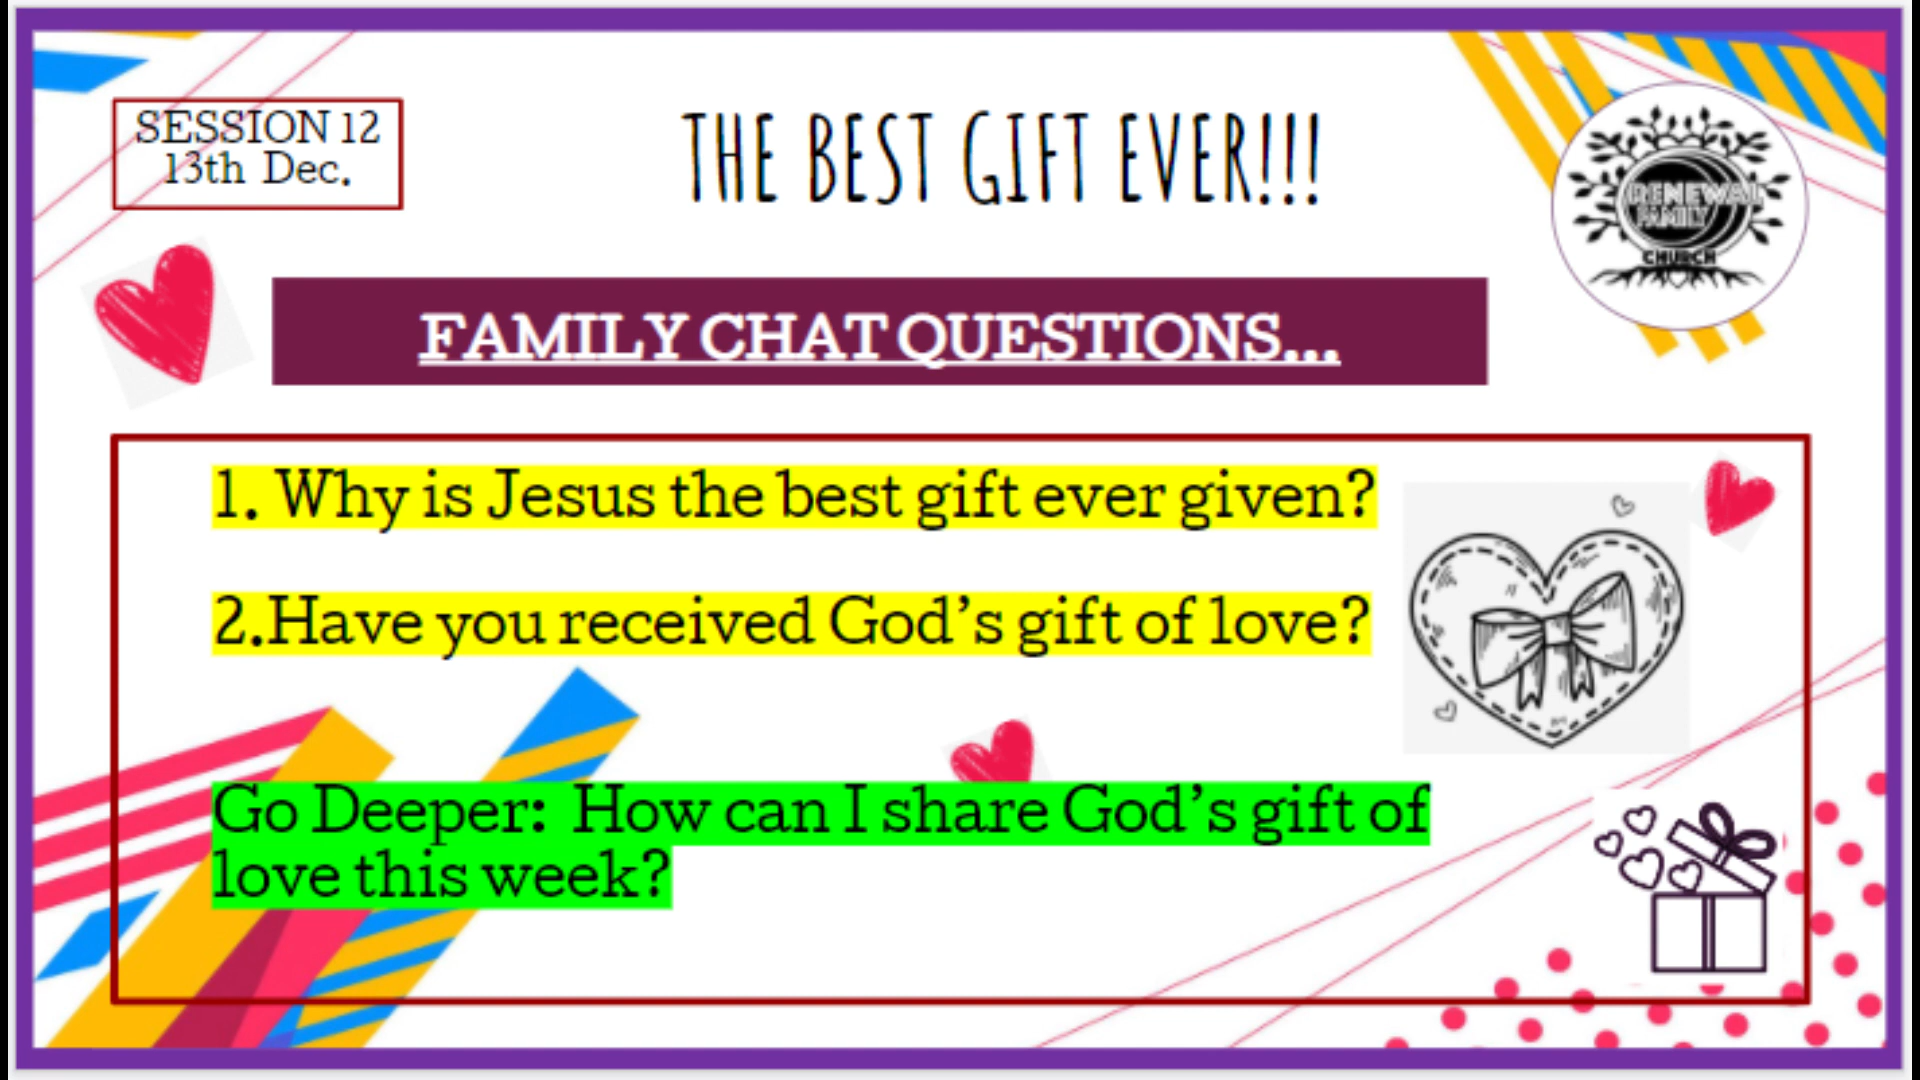 SESSION 12
13th Dec.
THE BEST GIFT EVER!!!
RENEWAL
FAMILY
CHURCH
FAMILY CHAT QUESTIONS...
1. Why is Jesus the best gift ever given?
2.Have you received God’s gift of love?
Go Deeper:  How can I share God’s gift of
love this week?